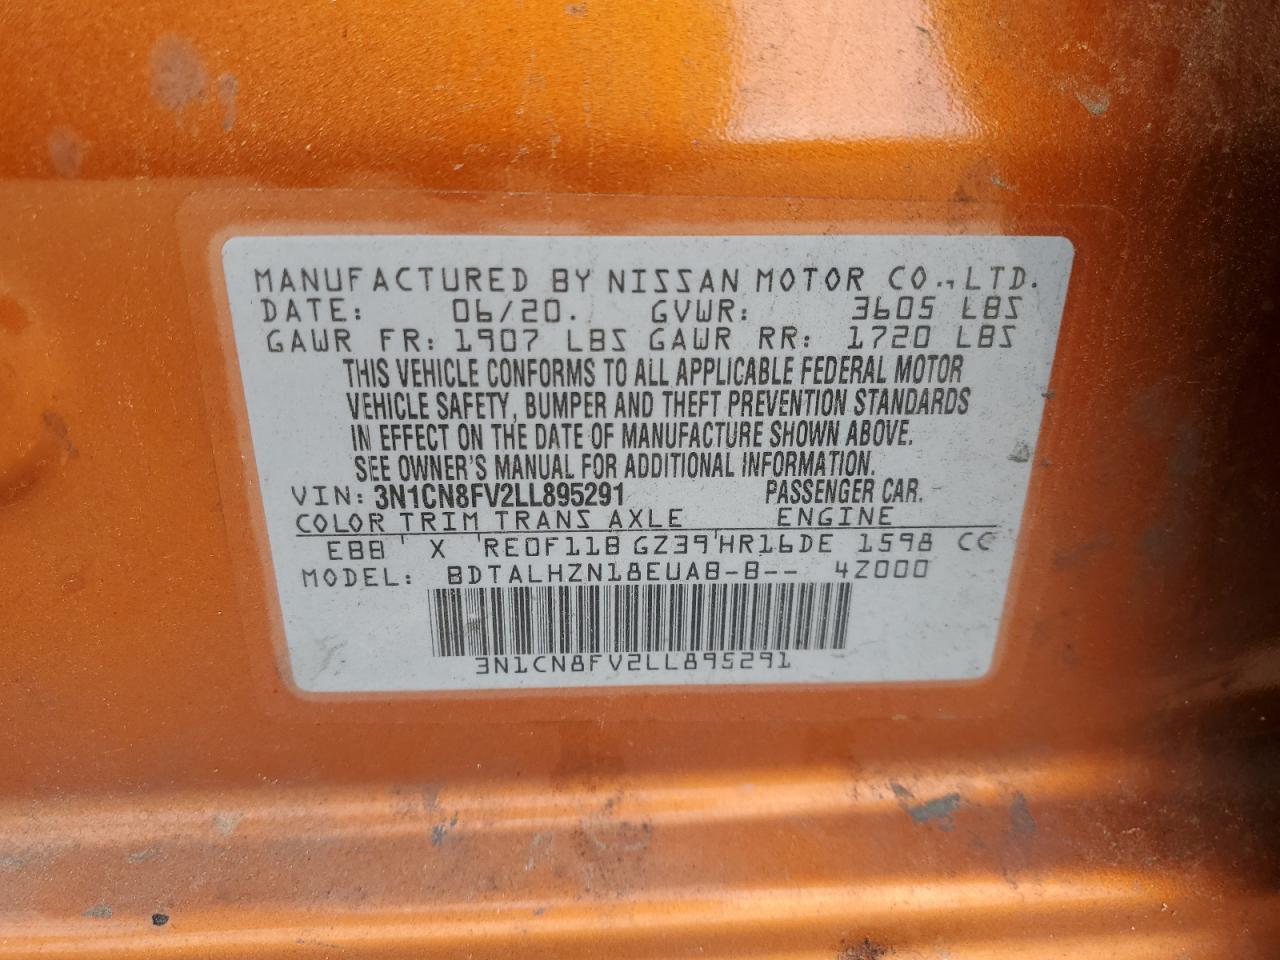 MANUFACTURED BY NISSAN MOTOR CO., LTD.
DATE: 06/20. GVWR: 3605 LBS
GAWR FR: 1907 LBS GAWR RR: 1720 LBS
THIS VEHICLE CONFORMS TO ALL APPLICABLE FEDERAL MOTOR
VEHICLE SAFETY, BUMPER AND THEFT PREVENTION STANDARDS
IN EFFECT ON THE DATE OF MANUFACTURE SHOWN ABOVE.
SEE OWNER'S MANUAL FOR ADDITIONAL INFORMATION.
VIN: 3N1CN8FV2LL895291 PASSENGER CAR.
COLOR TRIM TRANS AXLE ENGINE
EBB ' X ' RE0F11B GZ39 ' HR16DE 1598 CC
MODEL: BDTALHZN18EUAB-B-- 4Z000
3N1CN8FV2LL895291